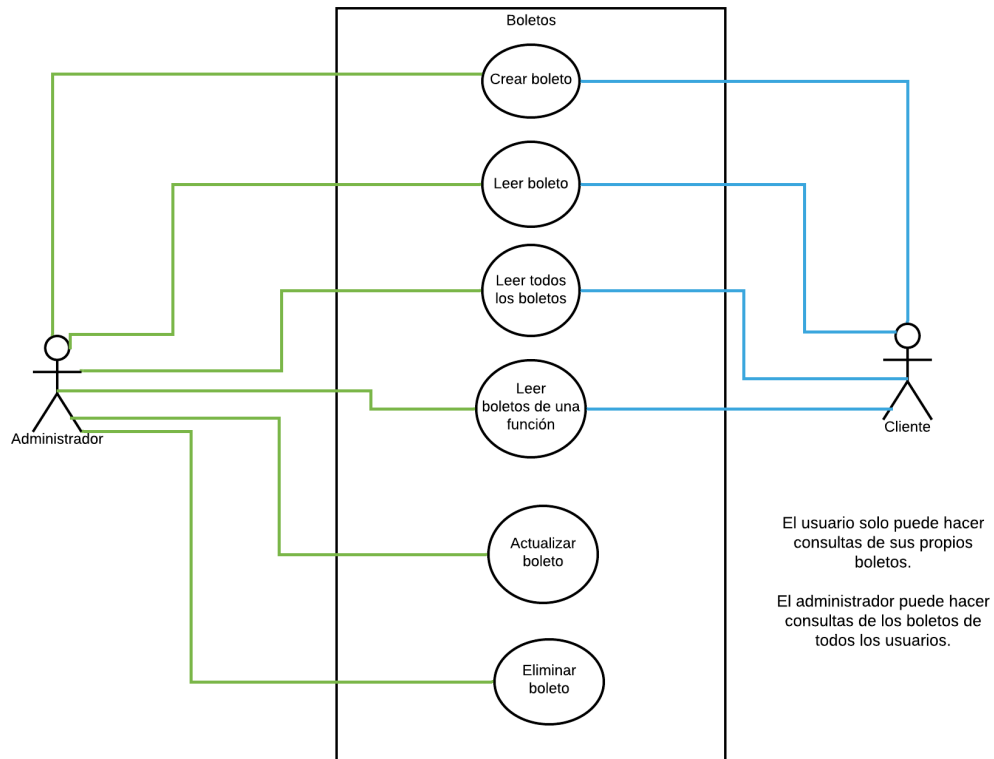 Boletos
Crear boleto
Leer boleto
Leer todos
los boletos
Leer
boletos de una
función
Administrador
Cliente
Actualizar
boleto
El usuario solo puede hacer
consultas de sus propios
boletos.
El administrador puede hacer
consultas de los boletos de
todos los usuarios.
Eliminar
boleto